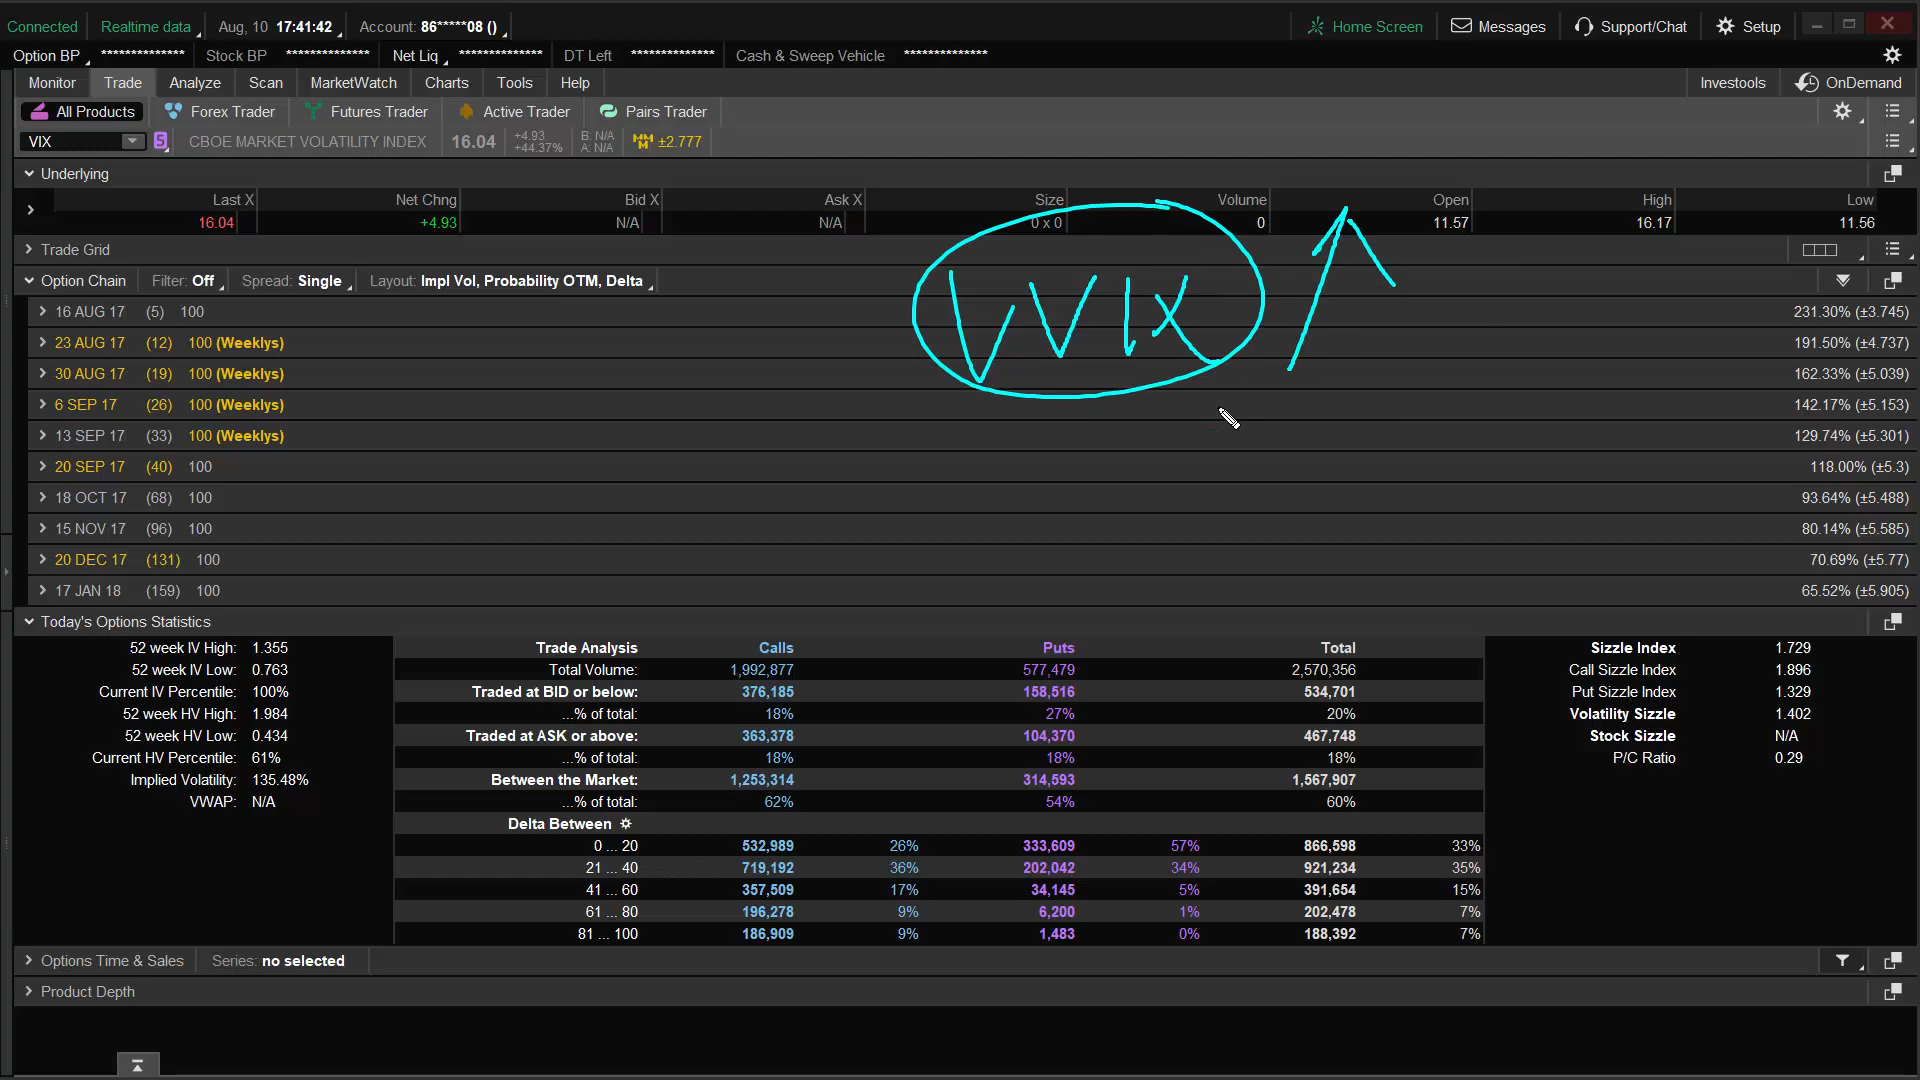 Connected Realtime data Aug, 10 17:41:42 Account: 86*****08 () Home Screen Messages Support/Chat Setup
Option BP ************** Stock BP ************** Net Liq ************** DT Left ************** Cash & Sweep Vehicle **************
Monitor Trade Analyze Scan MarketWatch Charts Tools Help Investools OnDemand
All Products Forex Trader Futures Trader Active Trader Pairs Trader
VIX 5 CBOE MARKET VOLATILITY INDEX 16.04 +4.93 +44.37% B: N/A A: N/A MMM ±2.777
Underlying
Last X Net Chng Bid X Ask X Size Volume Open High Low
16.04 +4.93 N/A N/A 0 x 0 0 11.57 16.17 11.56
Trade Grid
Option Chain Filter: Off Spread: Single Layout: Impl Vol, Probability OTM, Delta
VVIX
16 AUG 17 (5) 100 231.30% (±3.745)
23 AUG 17 (12) 100 (Weeklys) 191.50% (±4.737)
30 AUG 17 (19) 100 (Weeklys) 162.33% (±5.039)
6 SEP 17 (26) 100 (Weeklys) 142.17% (±5.153)
13 SEP 17 (33) 100 (Weeklys) 129.74% (±5.301)
20 SEP 17 (40) 100 118.00% (±5.3)
18 OCT 17 (68) 100 93.64% (±5.488)
15 NOV 17 (96) 100 80.14% (±5.585)
20 DEC 17 (131) 100 70.69% (±5.77)
17 JAN 18 (159) 100 65.52% (±5.905)
Today's Options Statistics
52 week IV High: 1.355 Trade Analysis Calls Puts Total Sizzle Index 1.729
52 week IV Low: 0.763 Total Volume: 1,992,877 577,479 2,570,356 Call Sizzle Index 1.896
Current IV Percentile: 100% Traded at BID or below: 376,185 158,516 534,701 Put Sizzle Index 1.329
52 week HV High: 1.984 ...% of total: 18% 27% 20% Volatility Sizzle 1.402
52 week HV Low: 0.434 Traded at ASK or above: 363,378 104,370 467,748 Stock Sizzle N/A
Current HV Percentile: 61% ...% of total: 18% 18% 18% P/C Ratio 0.29
Implied Volatility: 135.48% Between the Market: 1,253,314 314,593 1,567,907
VWAP: N/A ...% of total: 62% 54% 60%
Delta Between
0 ... 20 532,989 26% 333,609 57% 866,598 33%
21 ... 40 719,192 36% 202,042 34% 921,234 35%
41 ... 60 357,509 17% 34,145 5% 391,654 15%
61 ... 80 196,278 9% 6,200 1% 202,478 7%
81 ... 100 186,909 9% 1,483 0% 188,392 7%
Options Time & Sales Series: no selected
Product Depth